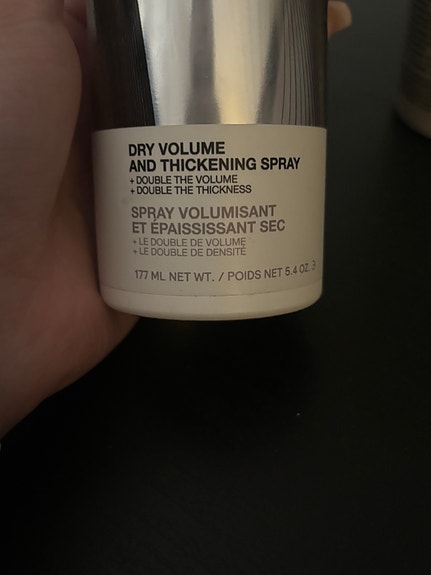 DRY VOLUME
AND THICKENING SPRAY
+ DOUBLE THE VOLUME
+ DOUBLE THE THICKNESS
SPRAY VOLUMISANT
ET ÉPAISSISSANT SEC
+ LE DOUBLE DE VOLUME
+ LE DOUBLE DE DENSITÉ
177 ML NET WT. / POIDS NET 5.4 OZ.